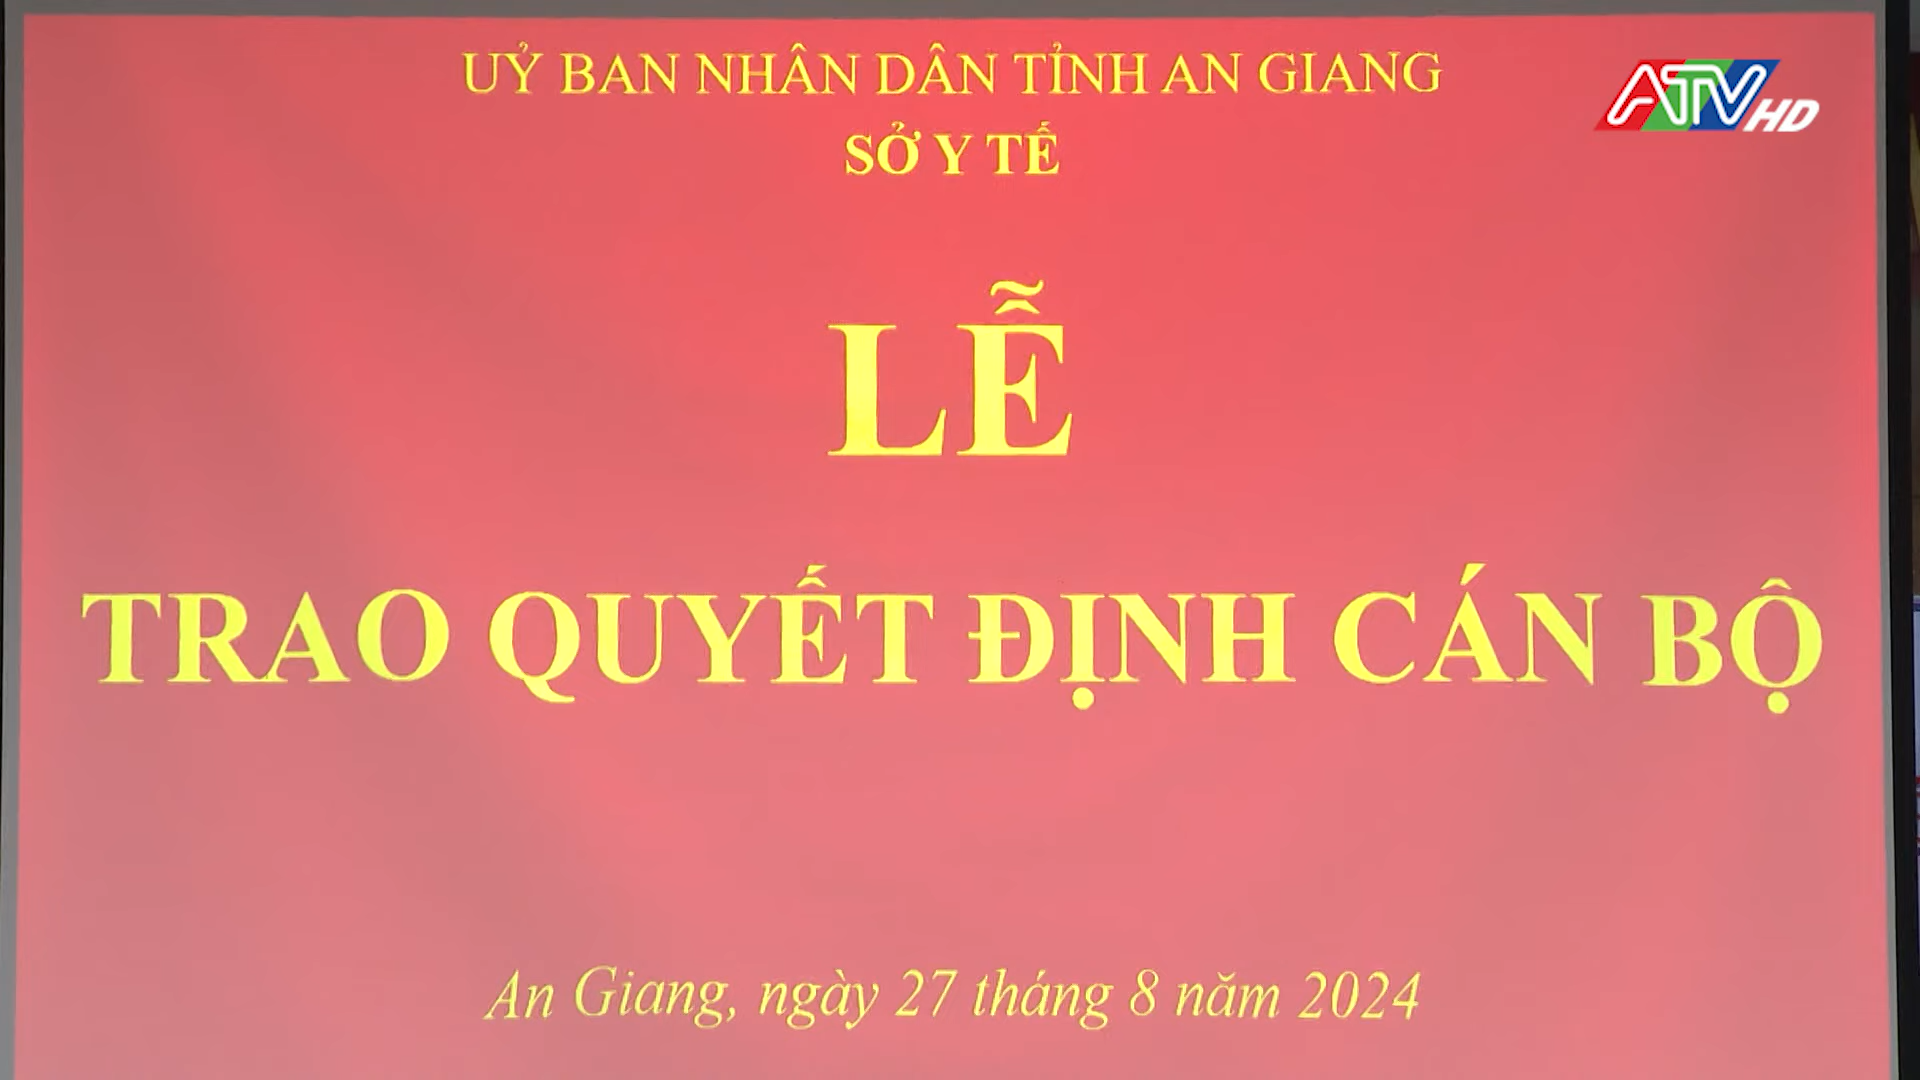 UỶ BAN NHÂN DÂN TỈNH AN GIANG
ATV HD
SỞ Y TẾ
LỄ
TRAO QUYẾT ĐỊNH CÁN BỘ
An Giang, ngày 27 tháng 8 năm 2024